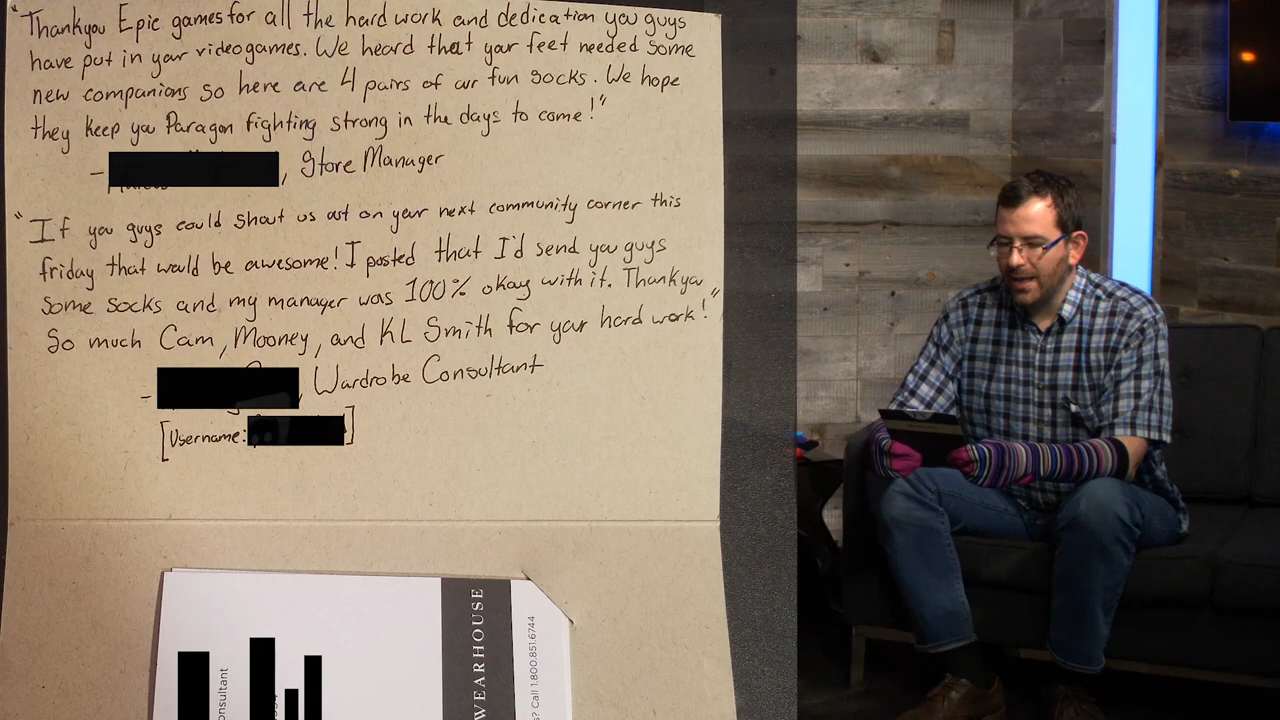 "Thankyou Epic games for all the hard work and dedication you guys
have put in your videogames. We heard that your feet needed some
new companions so here are 4 pairs of our fun socks. We hope
they keep you Paragon fighting strong in the days to come!"
- , Store Manager
"If you guys could shout us out on your next community corner this
friday that would be awesome! I posted that I'd send you guys
some socks and my manager was 100% okay with it. Thankyou
So much Cam, Mooney, and KL Smith for your hard work!"
- , Wardrobe Consultant
[Username: ]
onsultant
WEARHOUSE
s? Call 1.800.851.6744